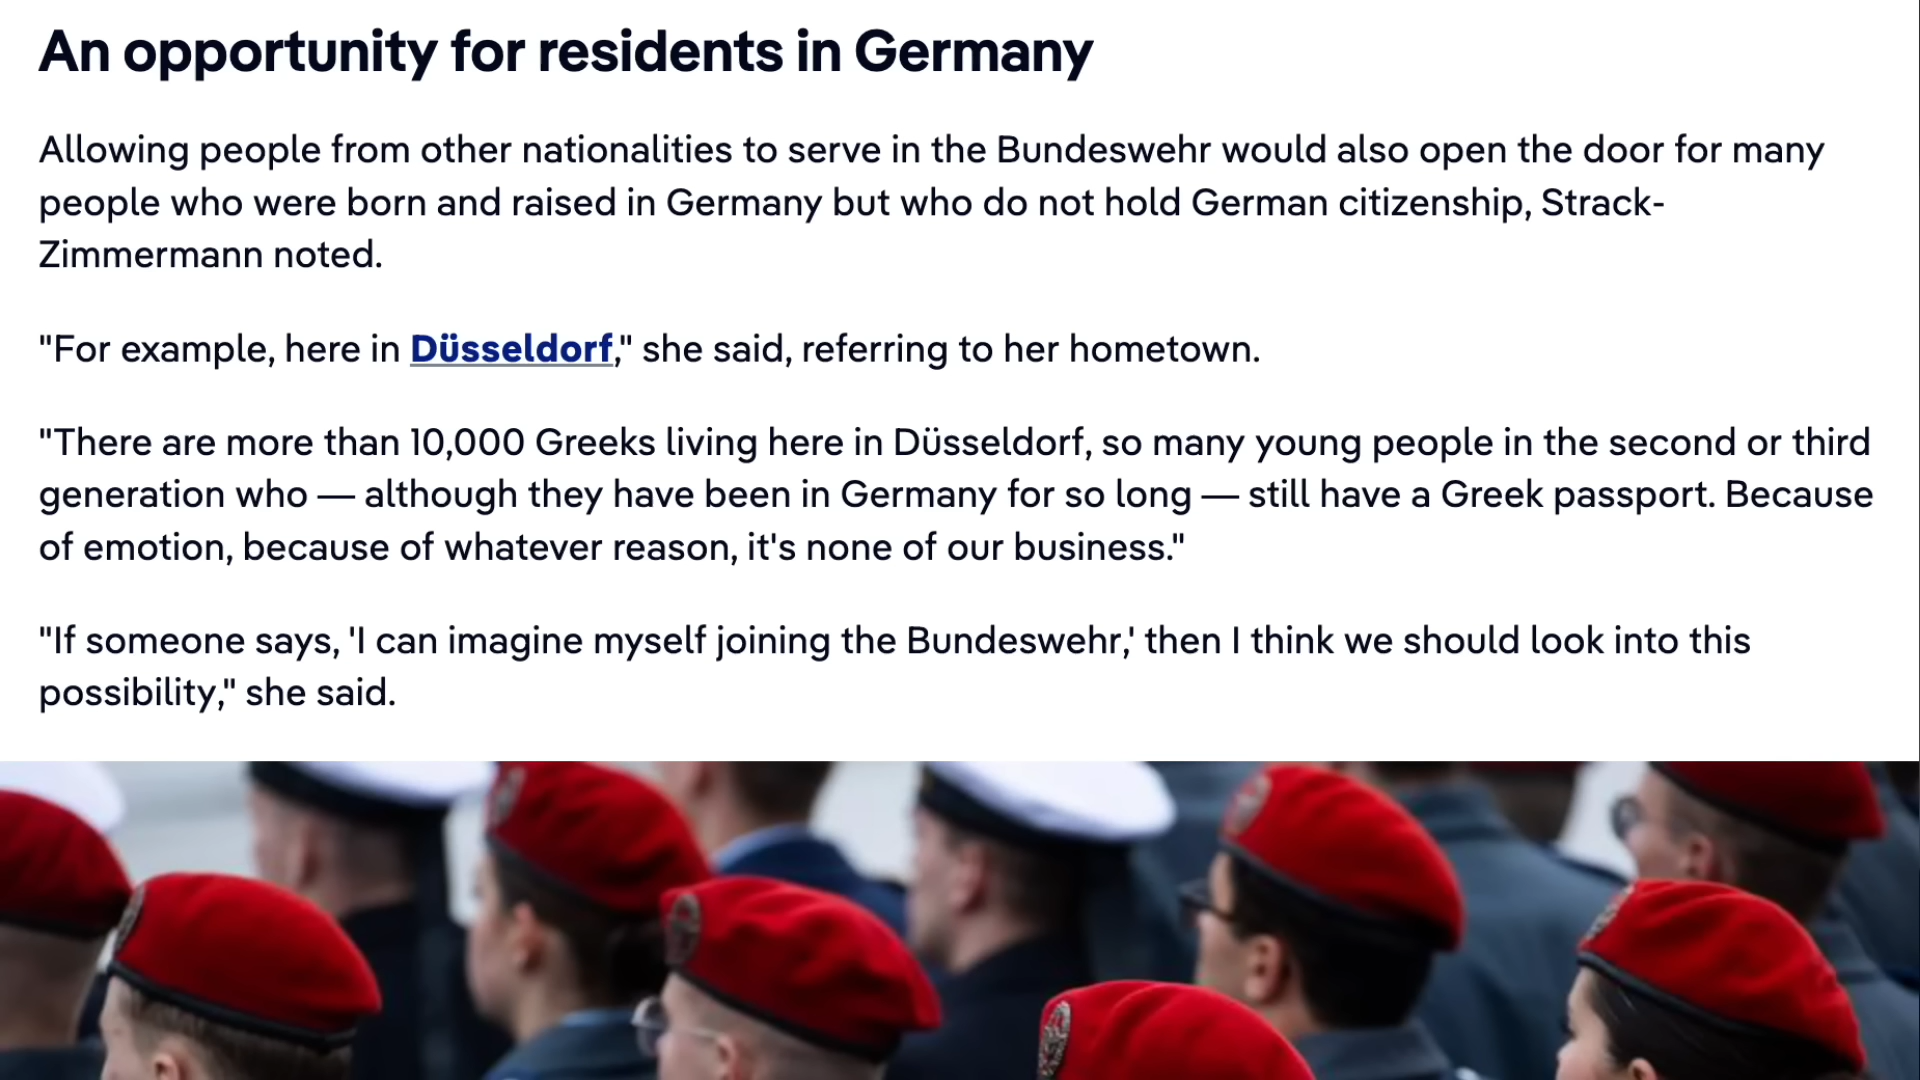 An opportunity for residents in Germany
Allowing people from other nationalities to serve in the Bundeswehr would also open the door for many
people who were born and raised in Germany but who do not hold German citizenship, Strack-
Zimmermann noted.
"For example, here in Düsseldorf," she said, referring to her hometown.
"There are more than 10,000 Greeks living here in Düsseldorf, so many young people in the second or third
generation who — although they have been in Germany for so long — still have a Greek passport. Because
of emotion, because of whatever reason, it's none of our business."
"If someone says, 'I can imagine myself joining the Bundeswehr,' then I think we should look into this
possibility," she said.